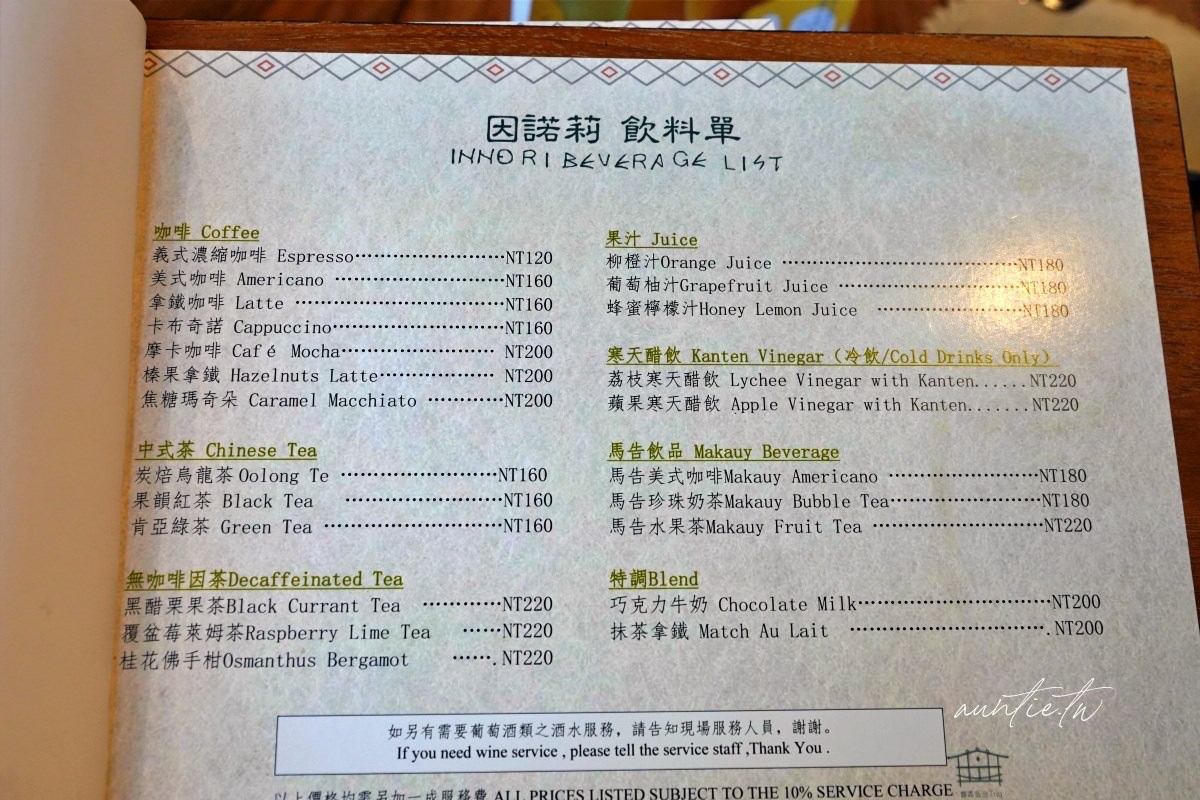 因諾莉 飲料單
INNORI BEVERAGE LIST
咖啡 Coffee
義式濃縮咖啡 Espresso……………………NT120
美式咖啡 Americano ……………………NT160
拿鐵咖啡 Latte ……………………………NT160
卡布奇諾 Cappuccino………………………NT160
摩卡咖啡 Café Mocha…………………… NT200
榛果拿鐵 Hazelnuts Latte……………… NT200
焦糖瑪奇朵 Caramel Macchiato …………NT200
中式茶 Chinese Tea
炭焙烏龍茶 Oolong Te ……………………NT160
果韻紅茶 Black Tea ……………………NT160
肯亞綠茶 Green Tea ………………………NT160
無咖啡因茶Decaffeinated Tea
黑醋栗果茶Black Currant Tea …………NT220
覆盆莓萊姆茶Raspberry Lime Tea ……NT220
桂花佛手柑Osmanthus Bergamot …….NT220
果汁 Juice
柳橙汁Orange Juice ………………………………NT180
葡萄柚汁Grapefruit Juice ………………………NT180
蜂蜜檸檬汁Honey Lemon Juice …………………NT180
寒天醋飲 Kanten Vinegar（冷飲/Cold Drinks Only）
荔枝寒天醋飲 Lychee Vinegar with Kanten......NT220
蘋果寒天醋飲 Apple Vinegar with Kanten.......NT220
馬告飲品 Makauy Beverage
馬告美式咖啡Makauy Americano ……………………NT180
馬告珍珠奶茶Makauy Bubble Tea……………………NT180
馬告水果茶Makauy Fruit Tea ………………………NT220
特調Blend
巧克力牛奶 Chocolate Milk…………………………NT200
抹茶拿鐵 Match Au Lait ………………………….NT200
如另有需要葡萄酒類之酒水服務，請告知現場服務人員，謝謝。
If you need wine service , please tell the service staff ,Thank You .
以上價格均需另加一成服務費 ALL PRICES LISTED SUBJECT TO THE 10% SERVICE CHARGE
auntie.tw